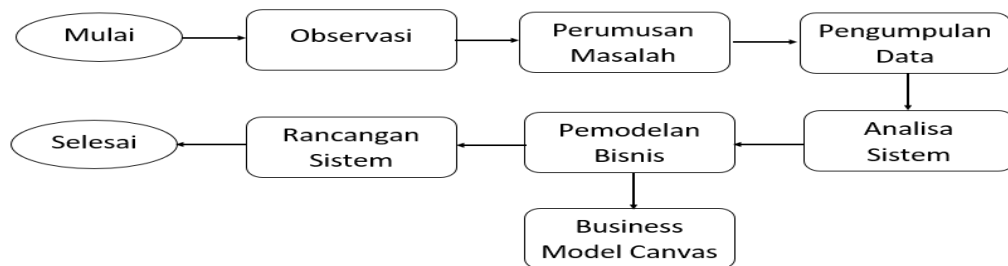 Mulai
Observasi
Perumusan
Masalah
Pengumpulan
Data
Analisa
Sistem
Pemodelan
Bisnis
Rancangan
Sistem
Selesai
Business
Model Canvas